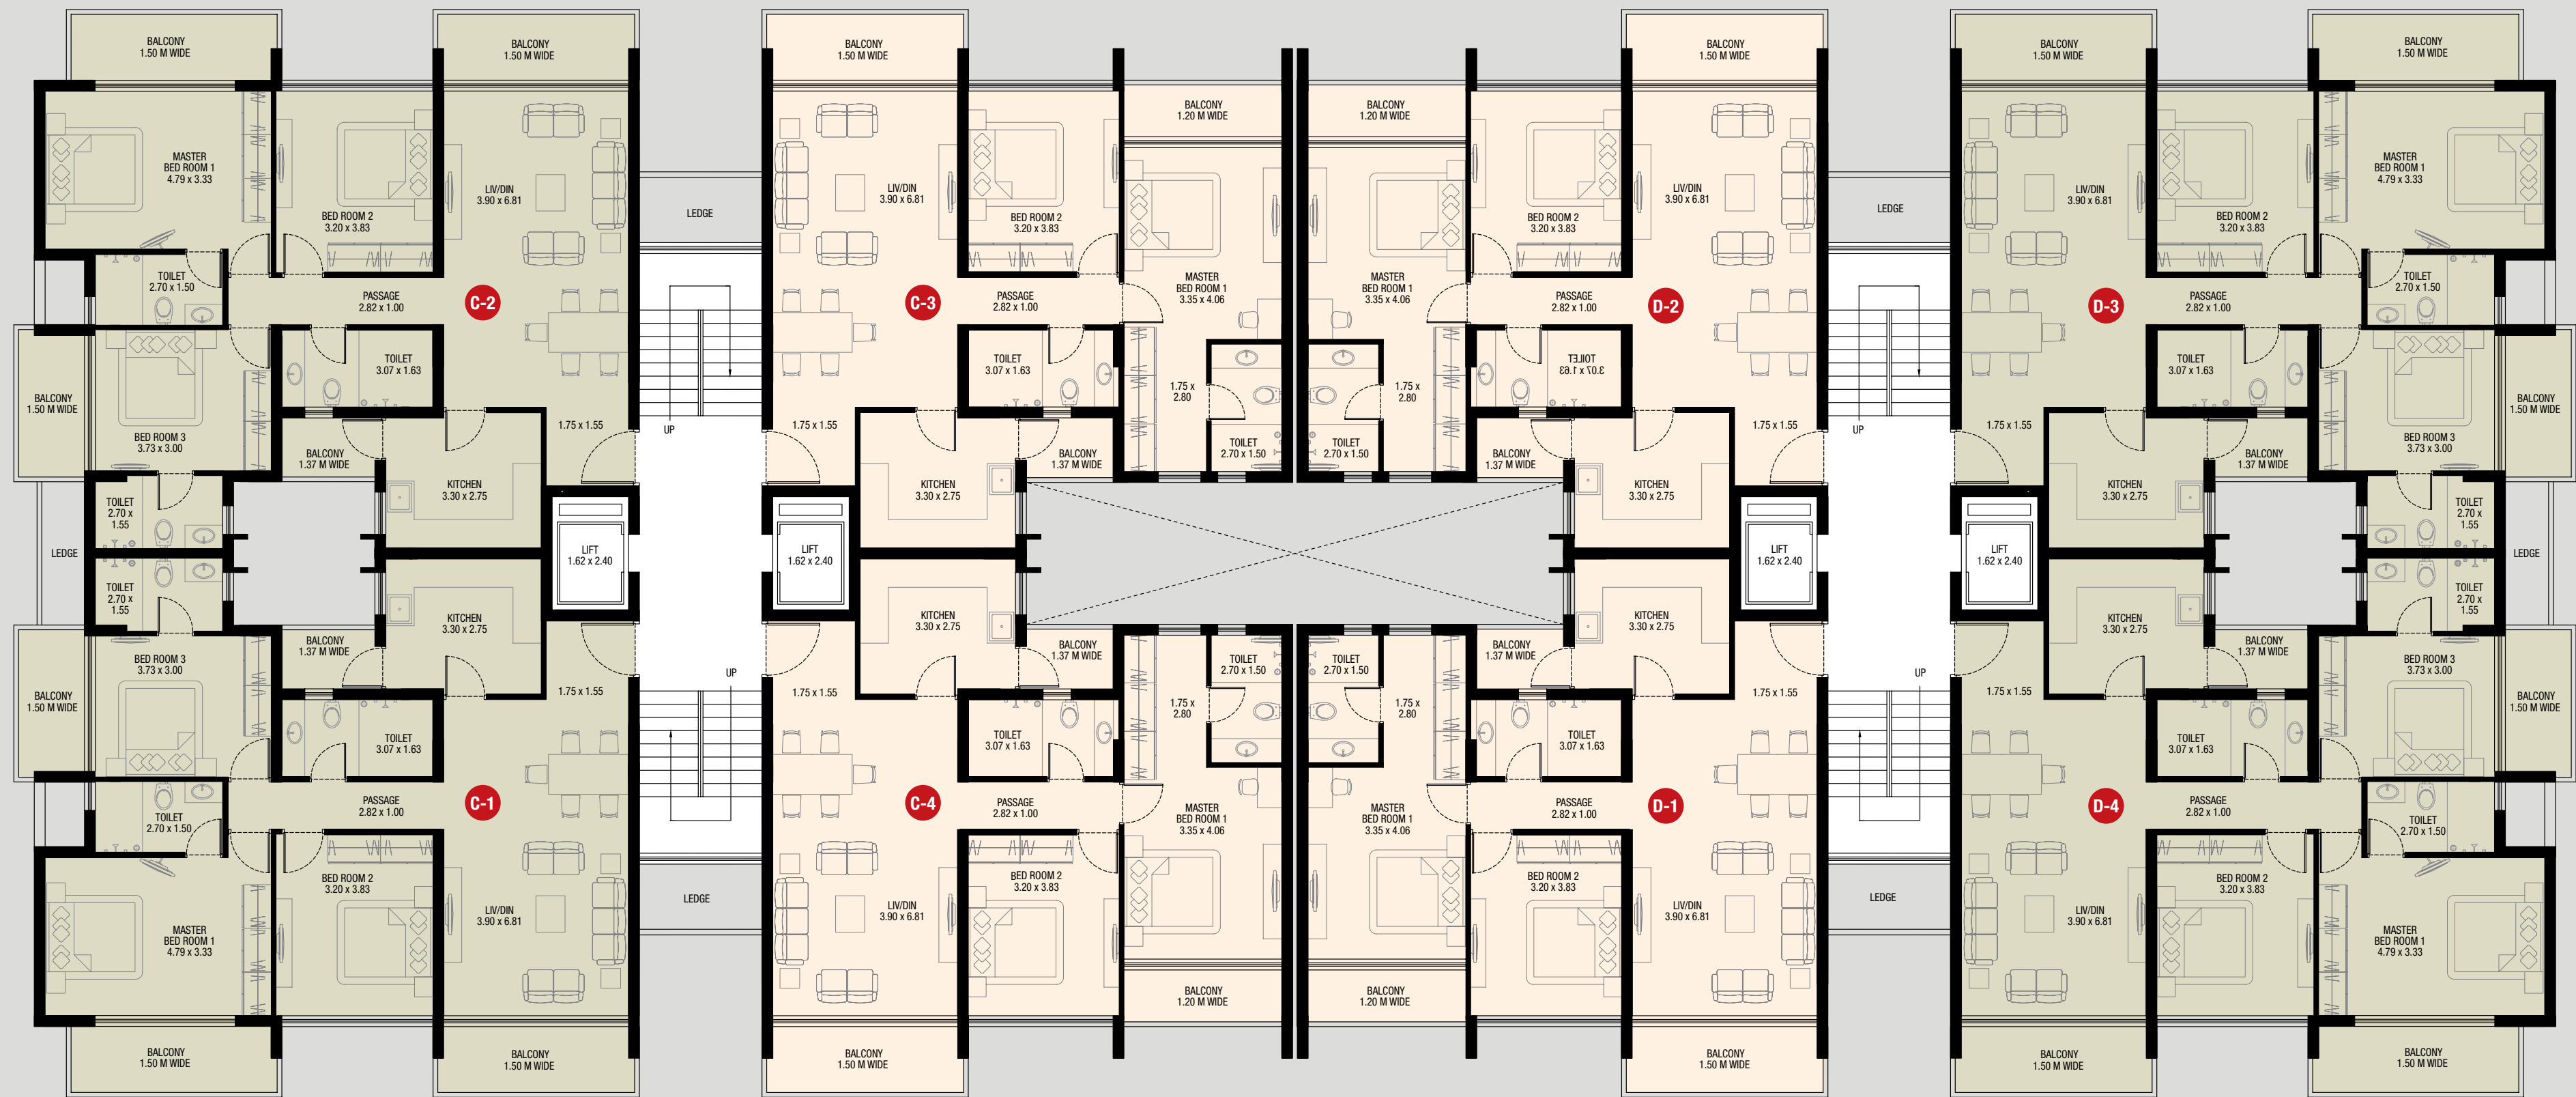 BALCONY
1.50 M WIDE
BALCONY
1.50 M WIDE
BALCONY
1.50 M WIDE
BALCONY
1.50 M WIDE
BALCONY
1.50 M WIDE
BALCONY
1.50 M WIDE
BALCONY
1.20 M WIDE
BALCONY
1.20 M WIDE
MASTER
BED ROOM 1
4.79 x 3.33
BED ROOM 2
3.20 x 3.83
LIV/DIN
3.90 x 6.81
LEDGE
LIV/DIN
3.90 x 6.81
BED ROOM 2
3.20 x 3.83
MASTER
BED ROOM 1
3.35 x 4.06
MASTER
BED ROOM 1
3.35 x 4.06
BED ROOM 2
3.20 x 3.83
LIV/DIN
3.90 x 6.81
LEDGE
LIV/DIN
3.90 x 6.81
BED ROOM 2
3.20 x 3.83
MASTER
BED ROOM 1
4.79 x 3.33
TOILET
2.70 x 1.50
PASSAGE
2.82 x 1.00
C-2
C-3
PASSAGE
2.82 x 1.00
PASSAGE
2.82 x 1.00
D-2
D-3
PASSAGE
2.82 x 1.00
TOILET
2.70 x 1.50
BALCONY
1.50 M WIDE
BED ROOM 3
3.73 x 3.00
TOILET
3.07 x 1.63
TOILET
3.07 x 1.63
1.75 x
2.80
1.75 x
2.80
TOILET
3.07 x 1.63
TOILET
3.07 x 1.63
BED ROOM 3
3.73 x 3.00
BALCONY
1.50 M WIDE
BALCONY
1.37 M WIDE
1.75 x 1.55
UP
1.75 x 1.55
BALCONY
1.37 M WIDE
TOILET
2.70 x 1.50
TOILET
2.70 x 1.50
BALCONY
1.37 M WIDE
1.75 x 1.55
UP
1.75 x 1.55
BALCONY
1.37 M WIDE
TOILET
2.70 x
1.55
KITCHEN
3.30 x 2.75
KITCHEN
3.30 x 2.75
KITCHEN
3.30 x 2.75
KITCHEN
3.30 x 2.75
TOILET
2.70 x
1.55
LEDGE
LIFT
1.62 x 2.40
LIFT
1.62 x 2.40
LIFT
1.62 x 2.40
LIFT
1.62 x 2.40
LEDGE
TOILET
2.70 x
1.55
KITCHEN
3.30 x 2.75
KITCHEN
3.30 x 2.75
KITCHEN
3.30 x 2.75
KITCHEN
3.30 x 2.75
TOILET
2.70 x
1.55
BALCONY
1.37 M WIDE
BALCONY
1.37 M WIDE
BALCONY
1.37 M WIDE
BALCONY
1.37 M WIDE
BED ROOM 3
3.73 x 3.00
UP
TOILET
2.70 x 1.50
TOILET
2.70 x 1.50
UP
BED ROOM 3
3.73 x 3.00
BALCONY
1.50 M WIDE
1.75 x 1.55
1.75 x 1.55
1.75 x
2.80
1.75 x
2.80
1.75 x 1.55
1.75 x 1.55
BALCONY
1.50 M WIDE
TOILET
3.07 x 1.63
TOILET
3.07 x 1.63
TOILET
3.07 x 1.63
TOILET
3.07 x 1.63
TOILET
2.70 x 1.50
PASSAGE
2.82 x 1.00
C-1
C-4
PASSAGE
2.82 x 1.00
MASTER
BED ROOM 1
3.35 x 4.06
MASTER
BED ROOM 1
3.35 x 4.06
PASSAGE
2.82 x 1.00
D-1
D-4
PASSAGE
2.82 x 1.00
TOILET
2.70 x 1.50
MASTER
BED ROOM 1
4.79 x 3.33
BED ROOM 2
3.20 x 3.83
LIV/DIN
3.90 x 6.81
LEDGE
LIV/DIN
3.90 x 6.81
BED ROOM 2
3.20 x 3.83
BED ROOM 2
3.20 x 3.83
LIV/DIN
3.90 x 6.81
LEDGE
LIV/DIN
3.90 x 6.81
BED ROOM 2
3.20 x 3.83
MASTER
BED ROOM 1
4.79 x 3.33
BALCONY
1.20 M WIDE
BALCONY
1.20 M WIDE
BALCONY
1.50 M WIDE
BALCONY
1.50 M WIDE
BALCONY
1.50 M WIDE
BALCONY
1.50 M WIDE
BALCONY
1.50 M WIDE
BALCONY
1.50 M WIDE